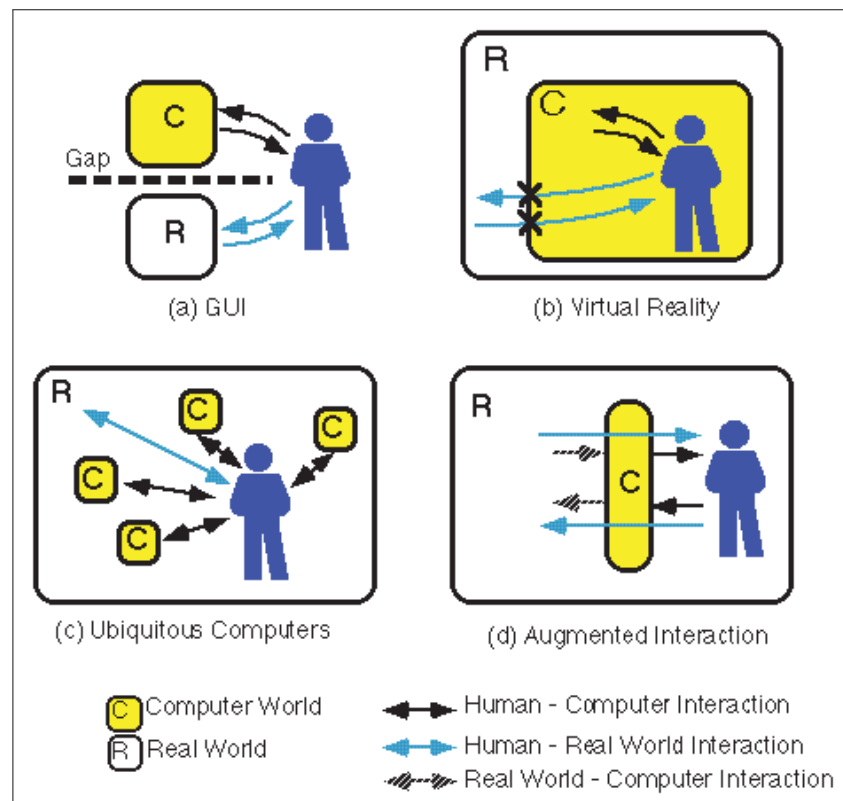 R
C
C
Gap
R
(a) GUI
(b) Virtual Reality
R
C
C
C
C
(c) Ubiquitous Computers
R
C
(d) Augmented Interaction
C Computer World
R Real World
Human - Computer Interaction
Human - Real World Interaction
Real World - Computer Interaction